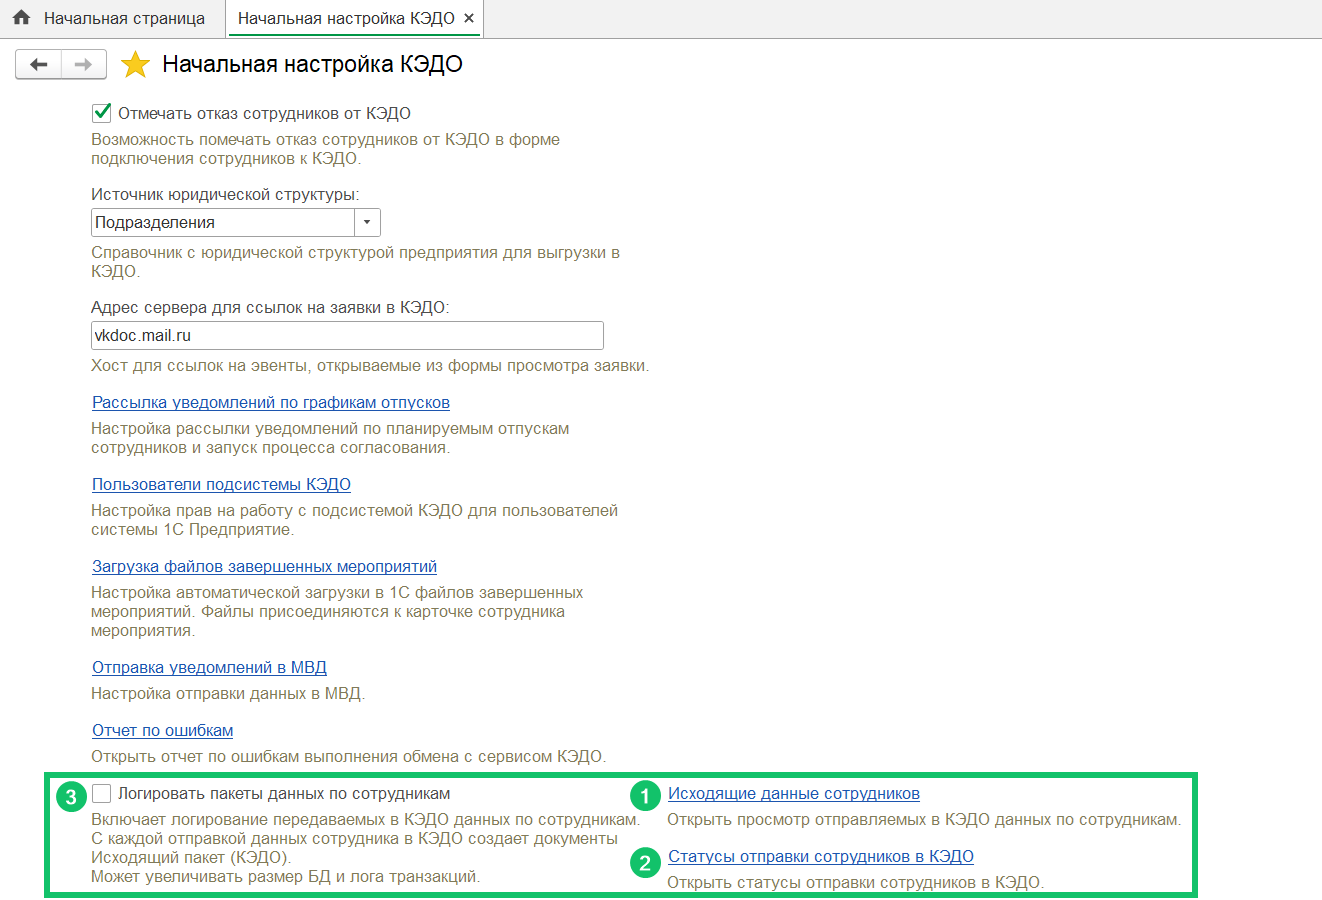 Начальная страница
Начальная настройка КЭДО ×
Начальная настройка КЭДО
Отмечать отказ сотрудников от КЭДО
Возможность помечать отказ сотрудников от КЭДО в форме
подключения сотрудников к КЭДО.
Источник юридической структуры:
Подразделения
Справочник с юридической структурой предприятия для выгрузки в
КЭДО.
Адрес сервера для ссылок на заявки в КЭДО:
vkdoc.mail.ru
Хост для ссылок на эвенты, открываемые из формы просмотра заявки.
Рассылка уведомлений по графикам отпусков
Настройка рассылки уведомлений по планируемым отпускам
сотрудников и запуск процесса согласования.
Пользователи подсистемы КЭДО
Настройка прав на работу с подсистемой КЭДО для пользователей
системы 1С Предприятие.
Загрузка файлов завершенных мероприятий
Настройка автоматической загрузки в 1С файлов завершенных
мероприятий. Файлы присоединяются к карточке сотрудника
мероприятия.
Отправка уведомлений в МВД
Настройка отправки данных в МВД.
Отчет по ошибкам
Открыть отчет по ошибкам выполнения обмена с сервисом КЭДО.
3 Логировать пакеты данных по сотрудникам
Включает логирование передаваемых в КЭДО данных по сотрудникам.
С каждой отправкой данных сотрудника в КЭДО создает документы
Исходящий пакет (КЭДО).
Может увеличивать размер БД и лога транзакций.
1 Исходящие данные сотрудников
Открыть просмотр отправляемых в КЭДО данных по сотрудникам.
2 Статусы отправки сотрудников в КЭДО
Открыть статусы отправки сотрудников в КЭДО.